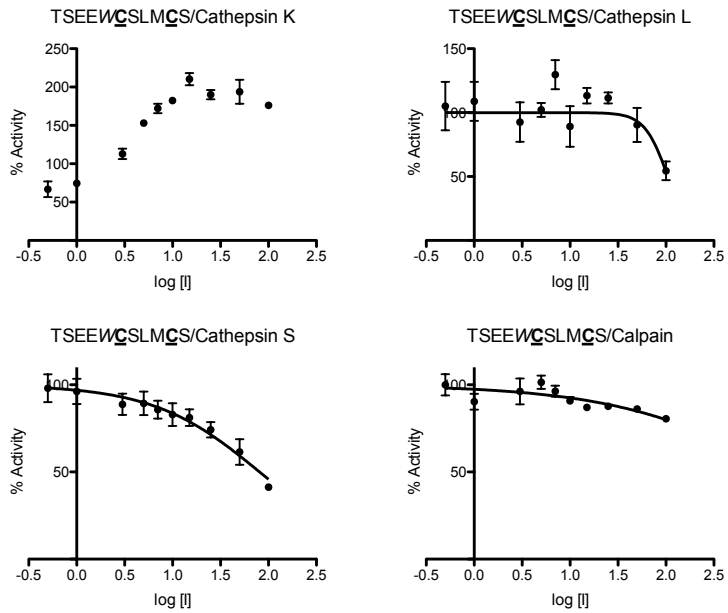 TSEEWCSLMCS/Cathepsin K
250
200
150
100
50
% Activity
-0.5 0.0 0.5 1.0 1.5 2.0 2.5
log [I]
TSEEWCSLMCS/Cathepsin L
150
100
50
% Activity
-0.5 0.0 0.5 1.0 1.5 2.0 2.5
log [I]
TSEEWCSLMCS/Cathepsin S
100
50
% Activity
-0.5 0.0 0.5 1.0 1.5 2.0 2.5
log [I]
TSEEWCSLMCS/Calpain
100
50
% Activity
-0.5 0.0 0.5 1.0 1.5 2.0 2.5
log [I]